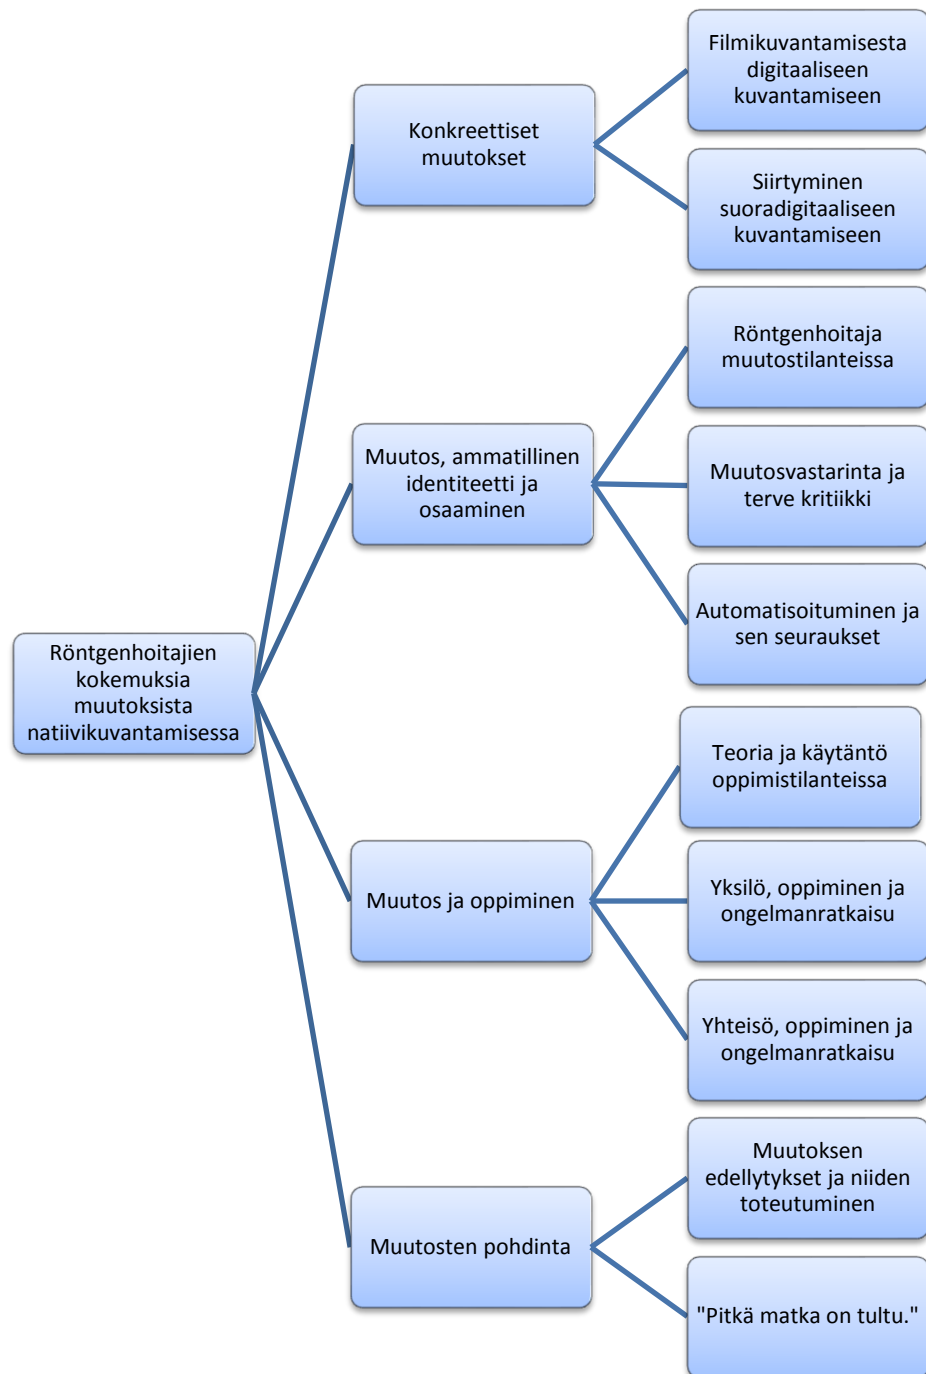 Röntgenhoitajien
kokemuksia
muutoksista
natiivikuvantamisessa
Konkreettiset
muutokset
Filmikuvantamisesta
digitaaliseen
kuvantamiseen
Siirtyminen
suoradigitaaliseen
kuvantamiseen
Muutos, ammatillinen
identiteetti ja
osaaminen
Röntgenhoitaja
muutostilanteissa
Muutosvastarinta ja
terve kritiikki
Automatisoituminen ja
sen seuraukset
Muutos ja oppiminen
Teoria ja käytäntö
oppimistilanteissa
Yksilö, oppiminen ja
ongelmanratkaisu
Yhteisö, oppiminen ja
ongelmanratkaisu
Muutosten pohdinta
Muutoksen
edellytykset ja niiden
toteutuminen
"Pitkä matka on tultu."